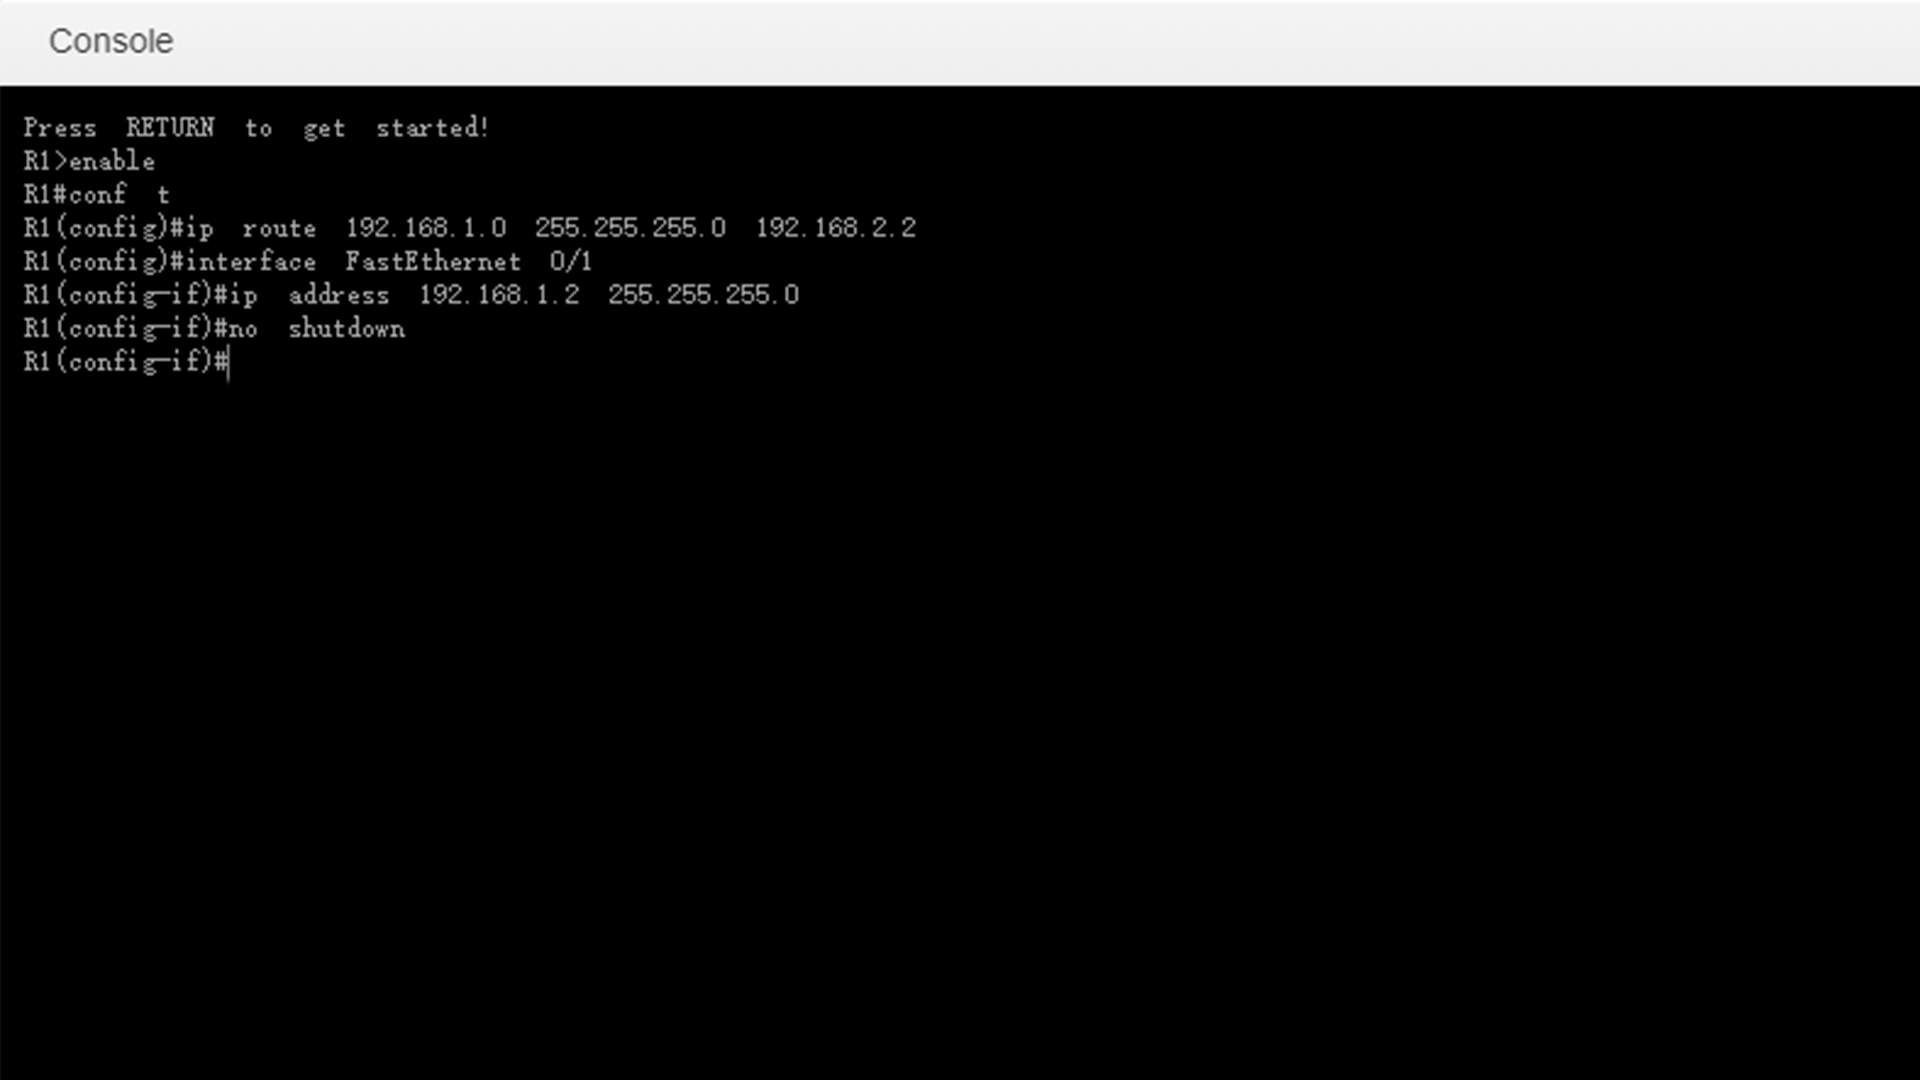 Console
Press RETURN to get started!
R1>enable
R1#conf t
R1(config)#ip route 192.168.1.0 255.255.255.0 192.168.2.2
R1(config)#interface FastEthernet 0/1
R1(config-if)#ip address 192.168.1.2 255.255.255.0
R1(config-if)#no shutdown
R1(config-if)#